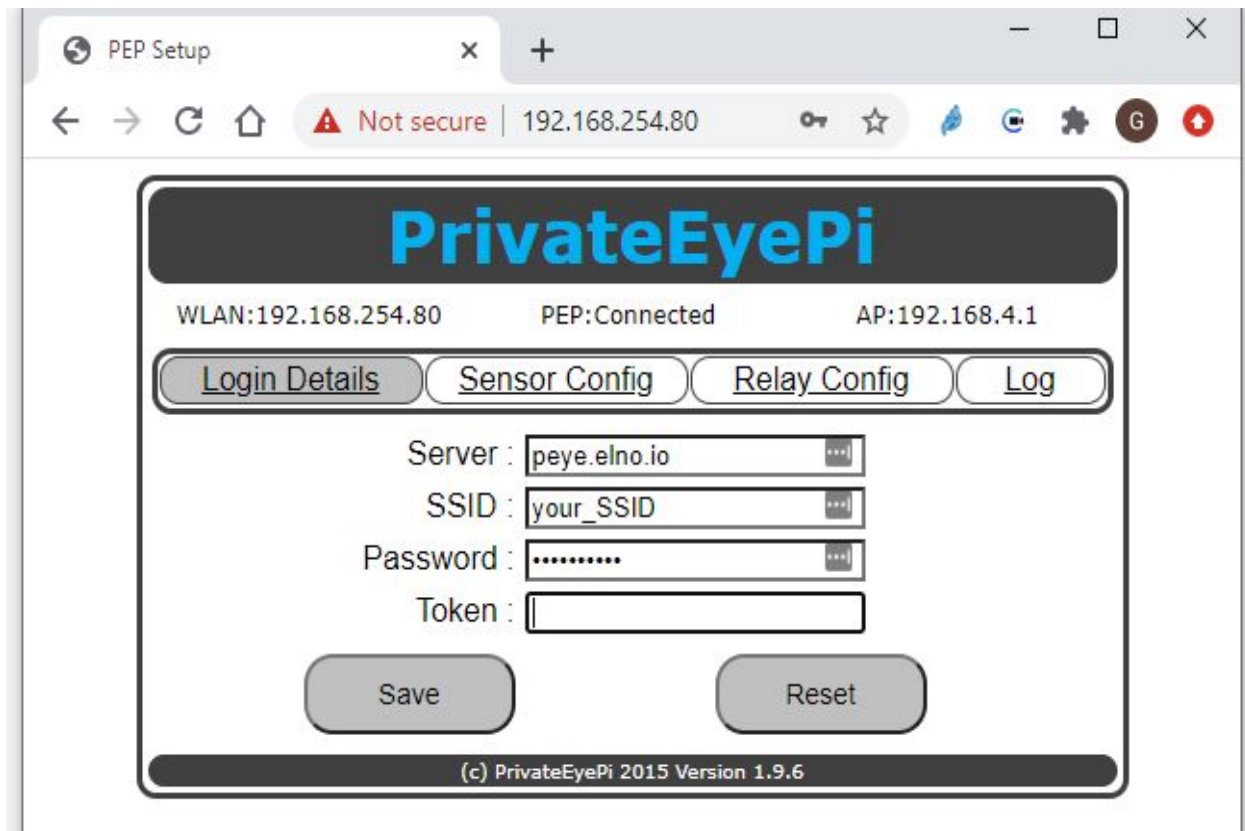 PEP Setup
Not secure 192.168.254.80
G
PrivateEyePi
WLAN:192.168.254.80 PEP:Connected AP:192.168.4.1
Login Details Sensor Config Relay Config Log
Server : peye.elno.io
SSID : your_SSID
Password : ••••••••••
Token :
Save Reset
(c) PrivateEyePi 2015 Version 1.9.6